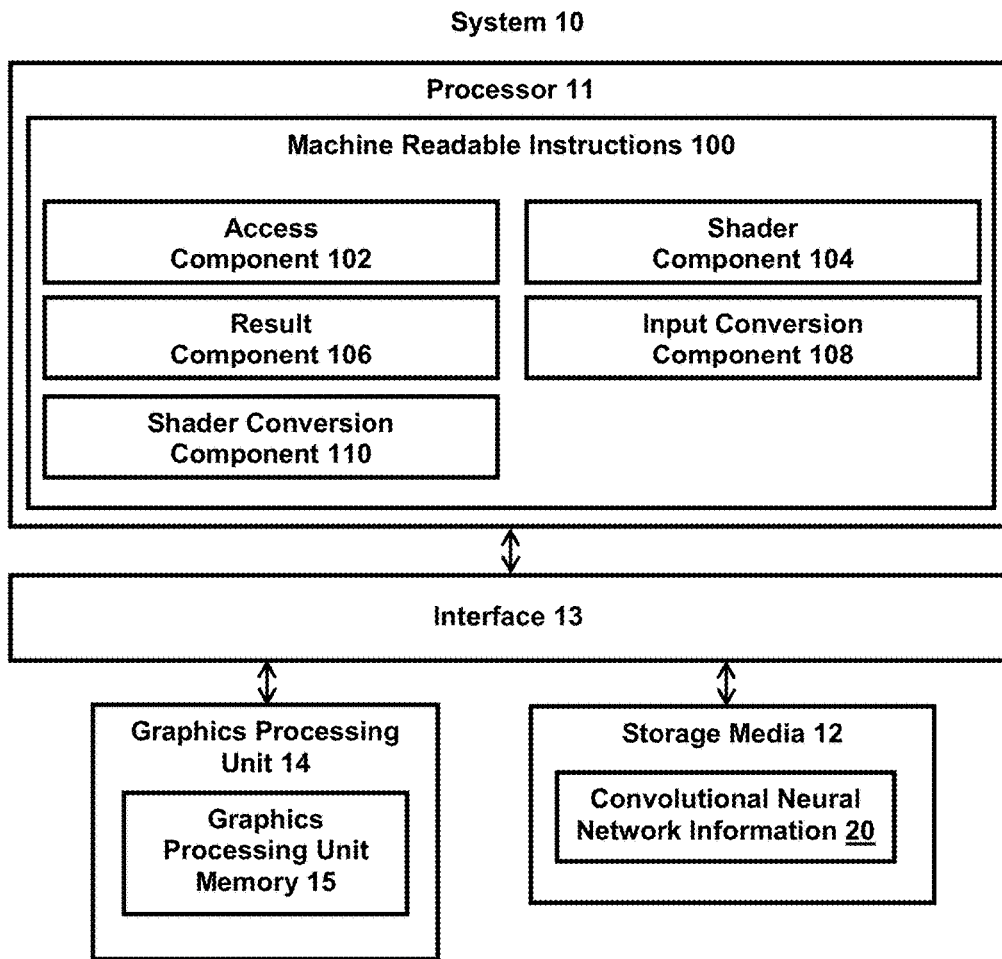 System 10
Processor 11
Machine Readable Instructions 100
Access
Component 102
Shader
Component 104
Result
Component 106
Input Conversion
Component 108
Shader Conversion
Component 110
Interface 13
Graphics Processing
Unit 14
Graphics
Processing Unit
Memory 15
Storage Media 12
Convolutional Neural
Network Information 20